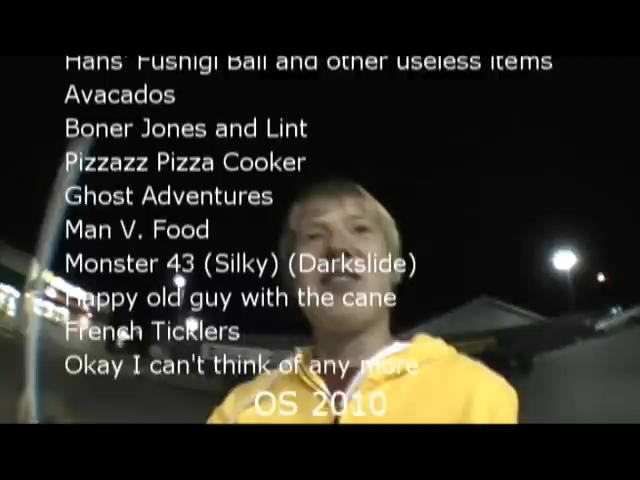 Hans' Fushigi Ball and other useless items
Avacados
Boner Jones and Lint
Pizzazz Pizza Cooker
Ghost Adventures
Man V. Food
Monster 43 (Silky) (Darkslide)
Happy old guy with the cane
French Ticklers
Okay I can't think of any more
OS 2010